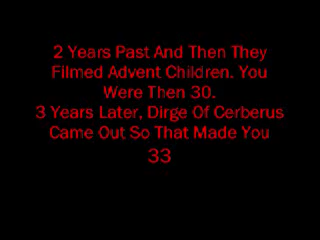 2 Years Past And Then They
Filmed Advent Children. You
Were Then 30.
3 Years Later, Dirge Of Cerberus
Came Out So That Made You
33